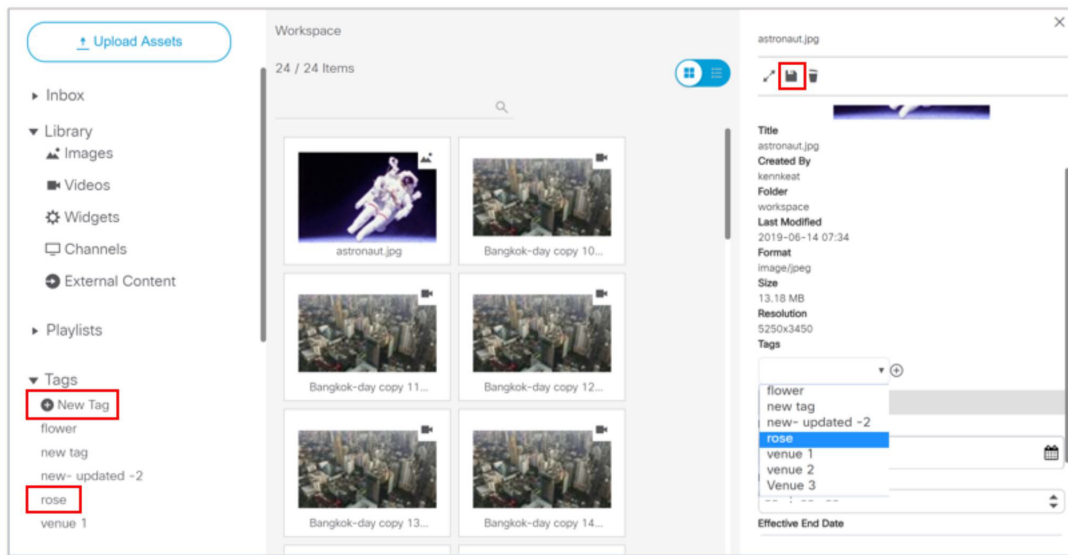 Upload Assets
Inbox
Library
Images
Videos
Widgets
Channels
External Content
Playlists
Tags
New Tag
flower
new tag
new- updated -2
rose
venue 1
Workspace
24 / 24 Items
astronaut.jpg
Bangkok-day copy 10...
Bangkok-day copy 11...
Bangkok-day copy 12...
Bangkok-day copy 13...
Bangkok-day copy 14...
astronaut.jpg
Title
astronaut.jpg
Created By
kennkeat
Folder
workspace
Last Modified
2019-06-14 07:34
Format
image/jpeg
Size
13.18 MB
Resolution
5250x3450
Tags
flower
new tag
new- updated -2
rose
venue 1
venue 2
Venue 3
Effective End Date